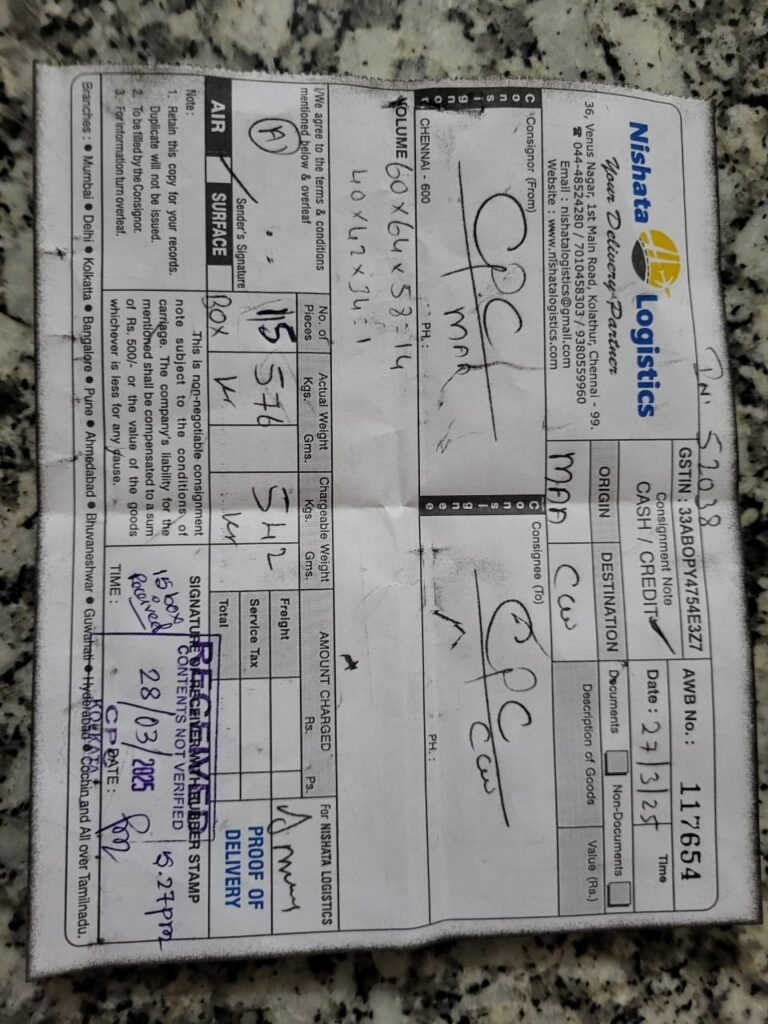 IN: 52038
Nishata Logistics
Your Delivery Partner
36, Venus Nagar, 1st Main Road, Kolathur, Chennai - 99.
☎ 044-48524280 / 7010458303 / 9380559960
Email : nishatalogistics@gmail.com
Website : www.nishatalogistics.com
GSTIN : 33ABOPY4754E3Z7
Consignment Note
CASH / CREDIT
AWB No.: 117654
Date : 27/3/25
Time
ORIGIN
MAA
DESTINATION
CCU
Documents
Non-Documents
Description of Goods
Value (Rs.)
Consignor
Consignor (From)
CPC
MAA
CHENNAI - 600
PH.:
Consignee
Consignee (To)
CPC
CCU
PH.:
VOLUME 60x64x58=14
40x42x34=1
I/We agree to the terms & conditions
mentioned below & overleaf
A
Sender's Signature
AIR
SURFACE
No. of
Pieces
15
BOX
Actual Weight
Kgs. Gms.
576
Chargeable Weight
Kgs. Gms.
542
AMOUNT CHARGED
Rs. Ps.
Freight
Service Tax
Total
For NISHATA LOGISTICS
PROOF OF
DELIVERY
Note :
1. Retain this copy for your records.
Duplicate will not be issued.
2. To be filled by the Consignor.
3. For information turn overleaf.
This is non-negotiable consignment
note subject to the conditions of
carriage. The company's liability for the
mentioned shall be compensated to a sum
of Rs. 500/- or the value of the goods
whichever is less for any cause.
SIGNATURE OF RECEIVER WITH RUBBER STAMP
RECEIVED
CONTENTS NOT VERIFIED
15 box
Received
28/03/2025
5.27pm
TIME :
DATE :
KOLKATA
Branches : ● Mumbai ● Delhi ● Kolkatta ● Bangalore ● Pune ● Ahmedabad ● Bhuvaneshwar ● Guwahati ● Hyderabad ● Cochin and All over Tamilnadu.